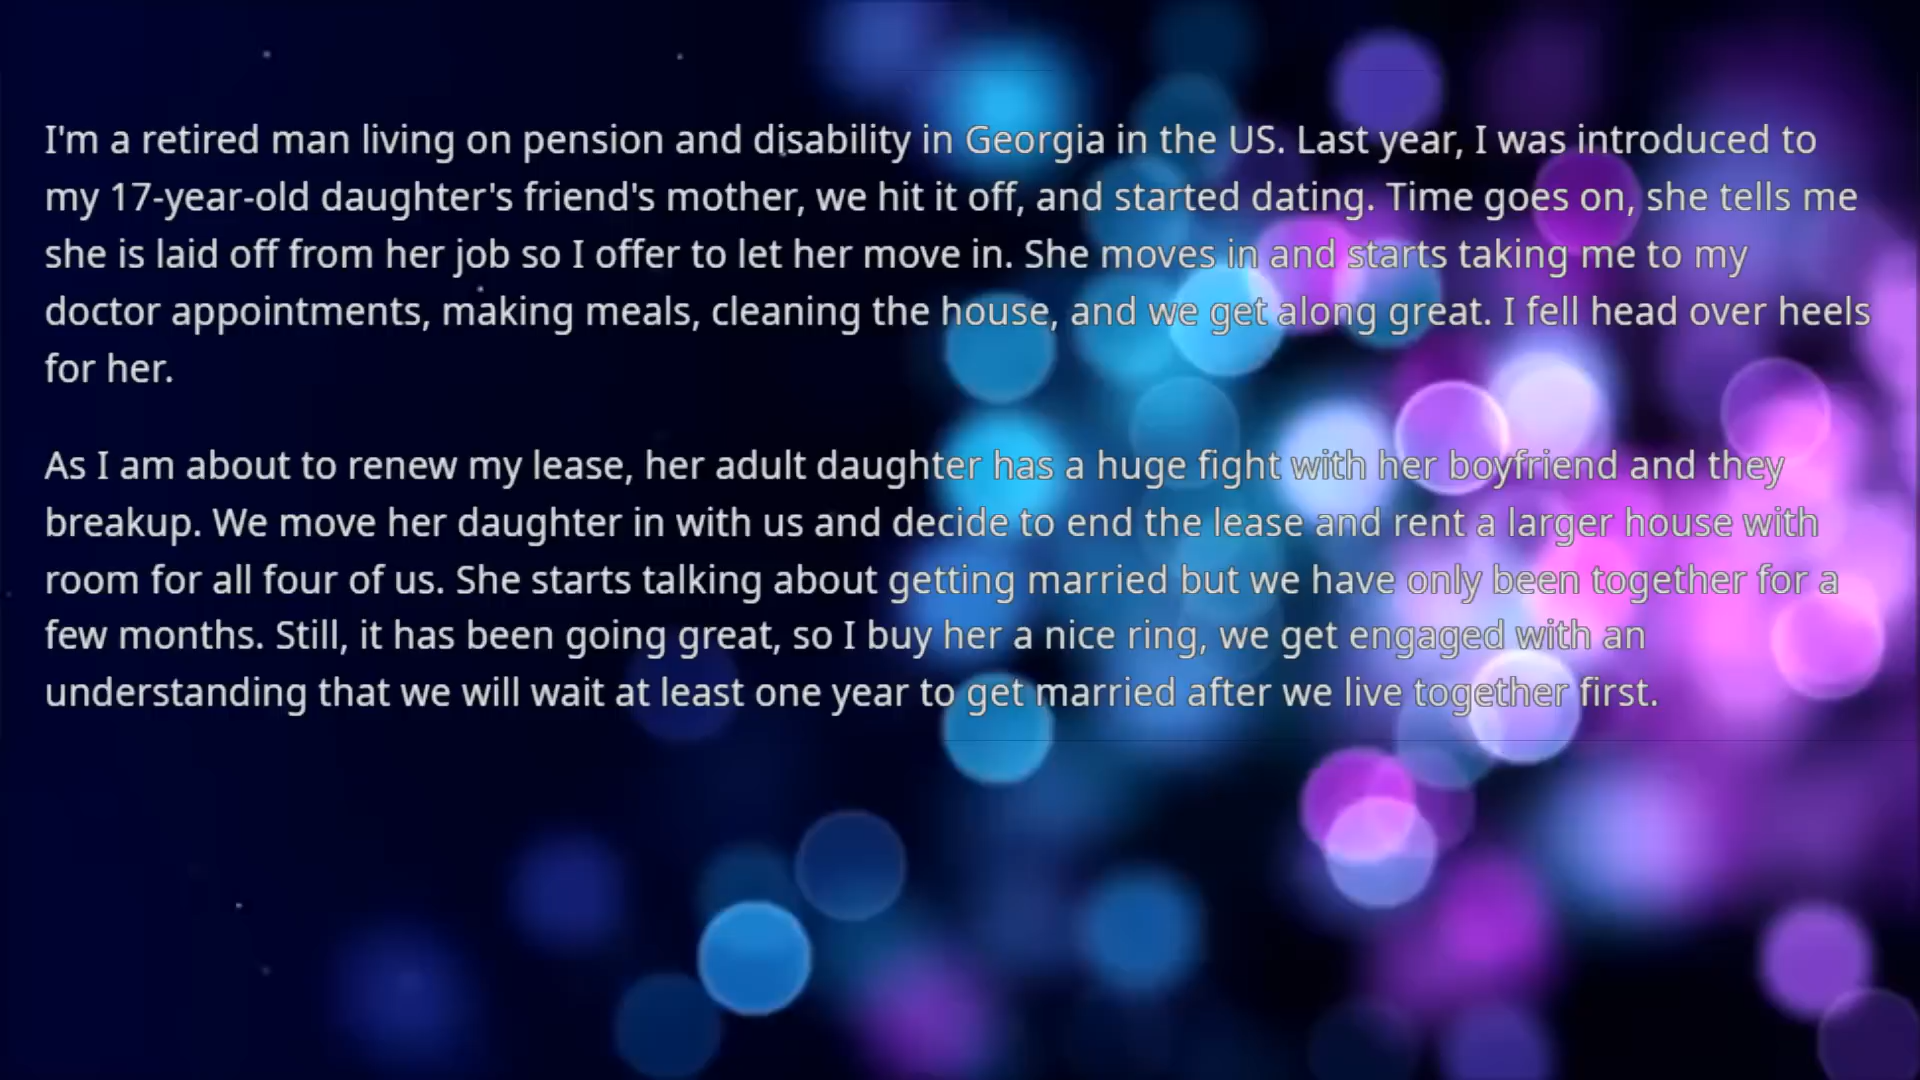 I'm a retired man living on pension and disability in Georgia in the US. Last year, I was introduced to
my 17-year-old daughter's friend's mother, we hit it off, and started dating. Time goes on, she tells me
she is laid off from her job so I offer to let her move in. She moves in and starts taking me to my
doctor appointments, making meals, cleaning the house, and we get along great. I fell head over heels
for her.
As I am about to renew my lease, her adult daughter has a huge fight with her boyfriend and they
breakup. We move her daughter in with us and decide to end the lease and rent a larger house with
room for all four of us. She starts talking about getting married but we have only been together for a
few months. Still, it has been going great, so I buy her a nice ring, we get engaged with an
understanding that we will wait at least one year to get married after we live together first.